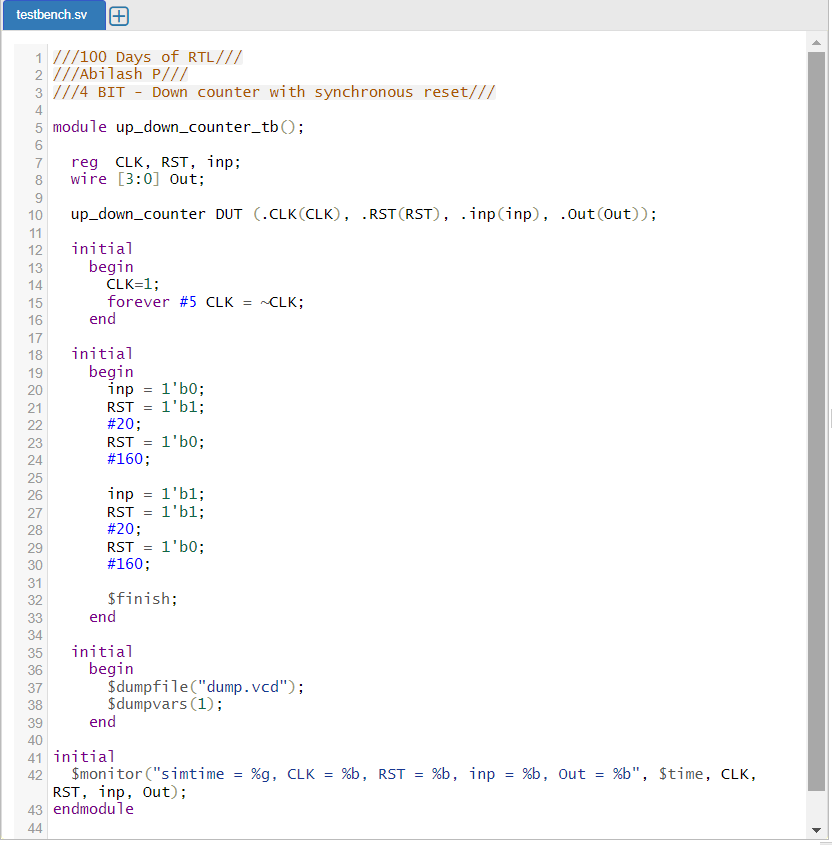 testbench.sv
1 ///100 Days of RTL///
2 ///Abilash P///
3 ///4 BIT - Down counter with synchronous reset///
4
5 module up_down_counter_tb();
6
7 reg  CLK, RST, inp;
8 wire [3:0] Out;
9
10 up_down_counter DUT (.CLK(CLK), .RST(RST), .inp(inp), .Out(Out));
11
12 initial
13 begin
14 CLK=1;
15 forever #5 CLK = ~CLK;
16 end
17
18 initial
19 begin
20 inp = 1'b0;
21 RST = 1'b1;
22 #20;
23 RST = 1'b0;
24 #160;
25
26 inp = 1'b1;
27 RST = 1'b1;
28 #20;
29 RST = 1'b0;
30 #160;
31
32 $finish;
33 end
34
35 initial
36 begin
37 $dumpfile("dump.vcd");
38 $dumpvars(1);
39 end
40
41 initial
42 $monitor("simtime = %g, CLK = %b, RST = %b, inp = %b, Out = %b", $time, CLK,
RST, inp, Out);
43 endmodule
44